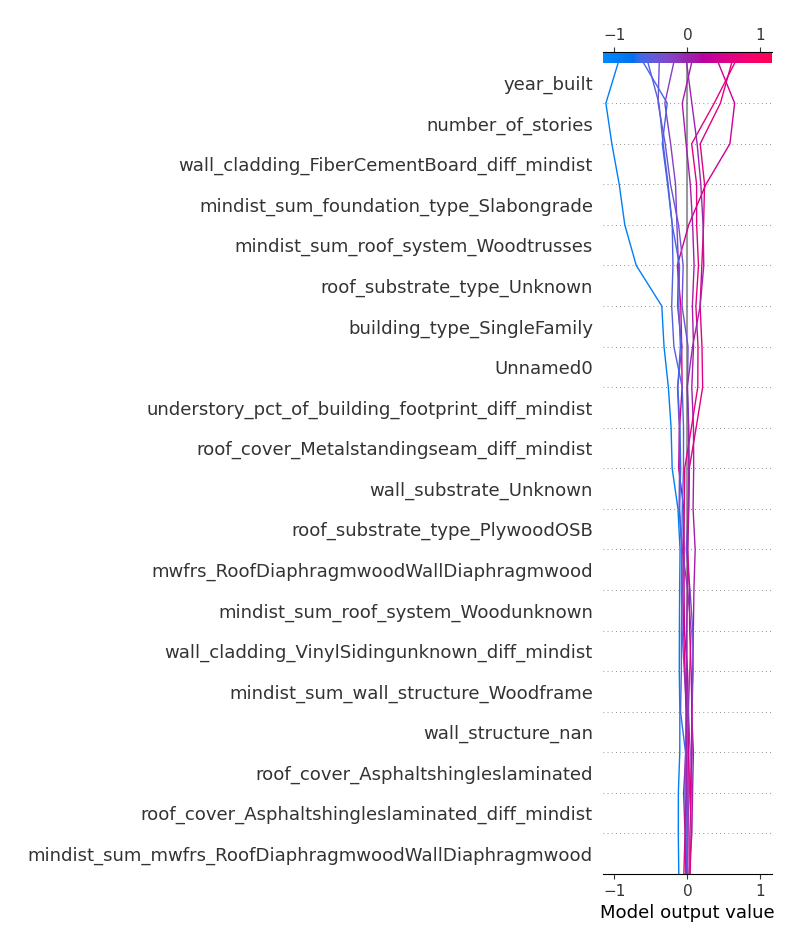 −1 0 1
year_built
number_of_stories
wall_cladding_FiberCementBoard_diff_mindist
mindist_sum_foundation_type_Slabongrade
mindist_sum_roof_system_Woodtrusses
roof_substrate_type_Unknown
building_type_SingleFamily
Unnamed0
understory_pct_of_building_footprint_diff_mindist
roof_cover_Metalstandingseam_diff_mindist
wall_substrate_Unknown
roof_substrate_type_PlywoodOSB
mwfrs_RoofDiaphragmwoodWallDiaphragmwood
mindist_sum_roof_system_Woodunknown
wall_cladding_VinylSidingunknown_diff_mindist
mindist_sum_wall_structure_Woodframe
wall_structure_nan
roof_cover_Asphaltshingleslaminated
roof_cover_Asphaltshingleslaminated_diff_mindist
mindist_sum_mwfrs_RoofDiaphragmwoodWallDiaphragmwood
−1 0 1
Model output value